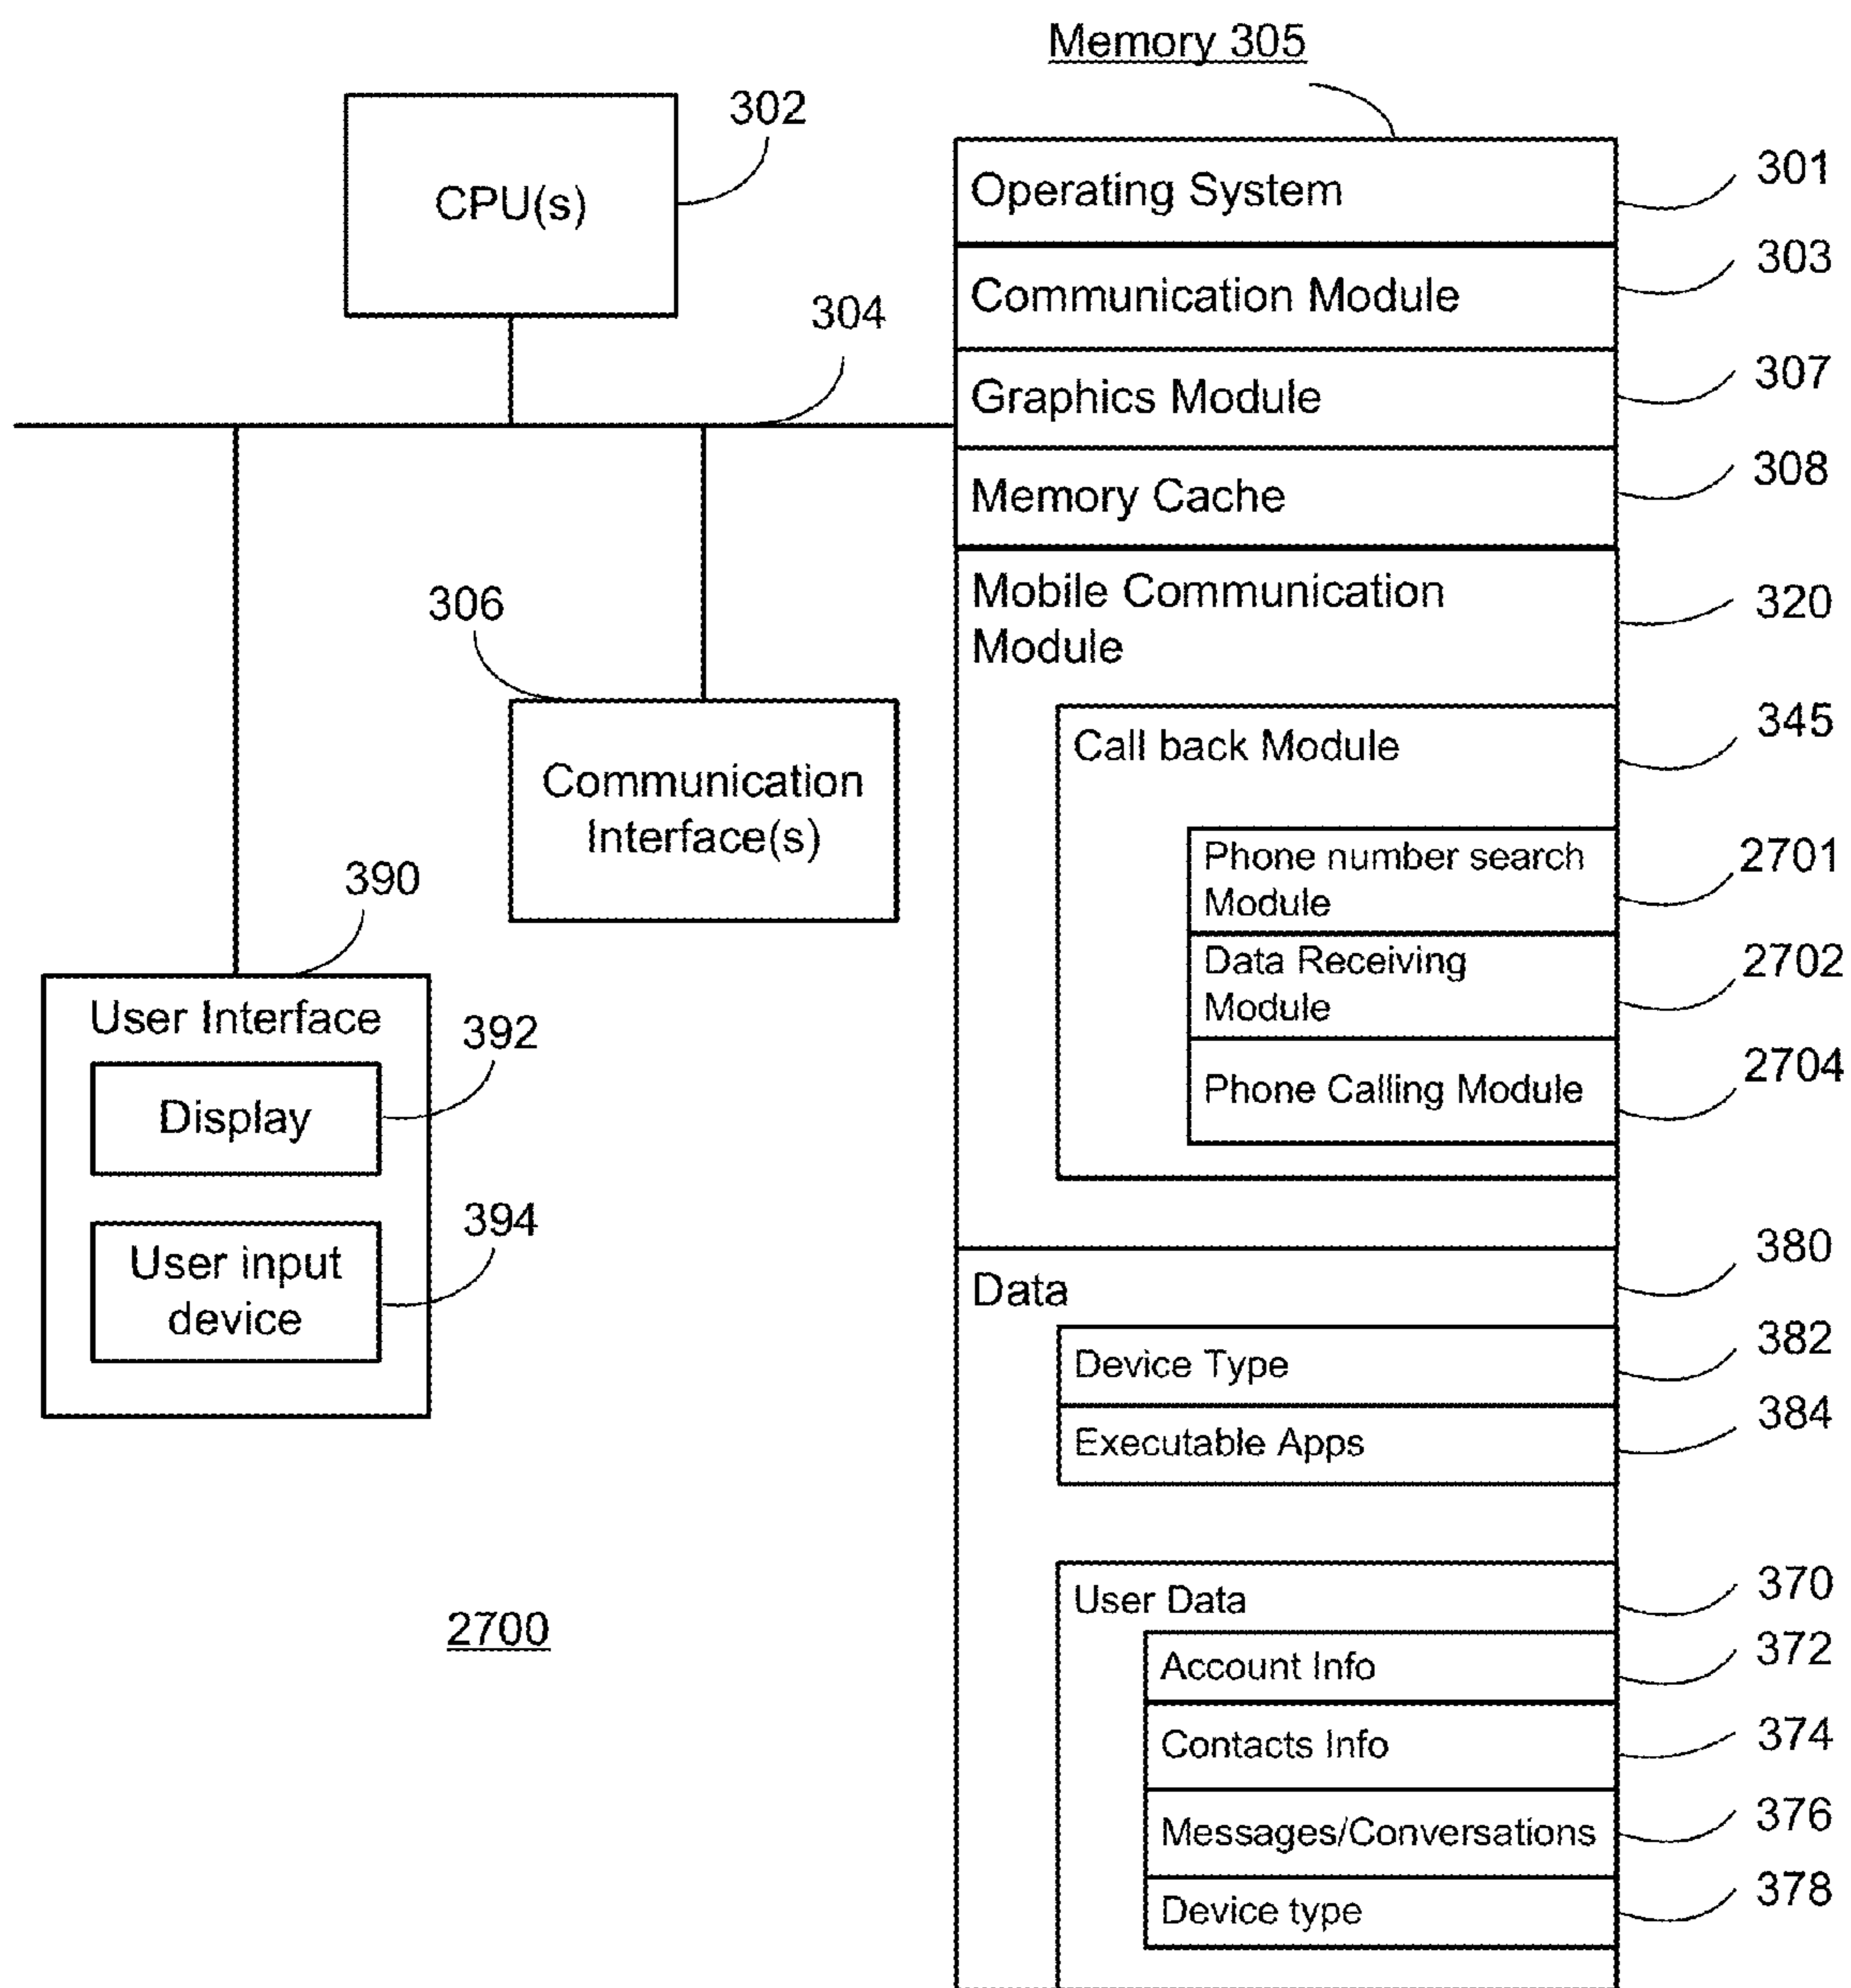 Memory 305
302
CPU(s)
Operating System
301
Communication Module
303
304
Graphics Module
307
Memory Cache
308
Mobile Communication
Module
320
306
Communication
Interface(s)
Call back Module
345
Phone number search
Module
2701
Data Receiving
Module
2702
Phone Calling Module
2704
390
User Interface
392
Display
394
User input
device
Data
380
Device Type
382
Executable Apps
384
User Data
370
Account Info
372
Contacts Info
374
Messages/Conversations
376
Device type
378
2700